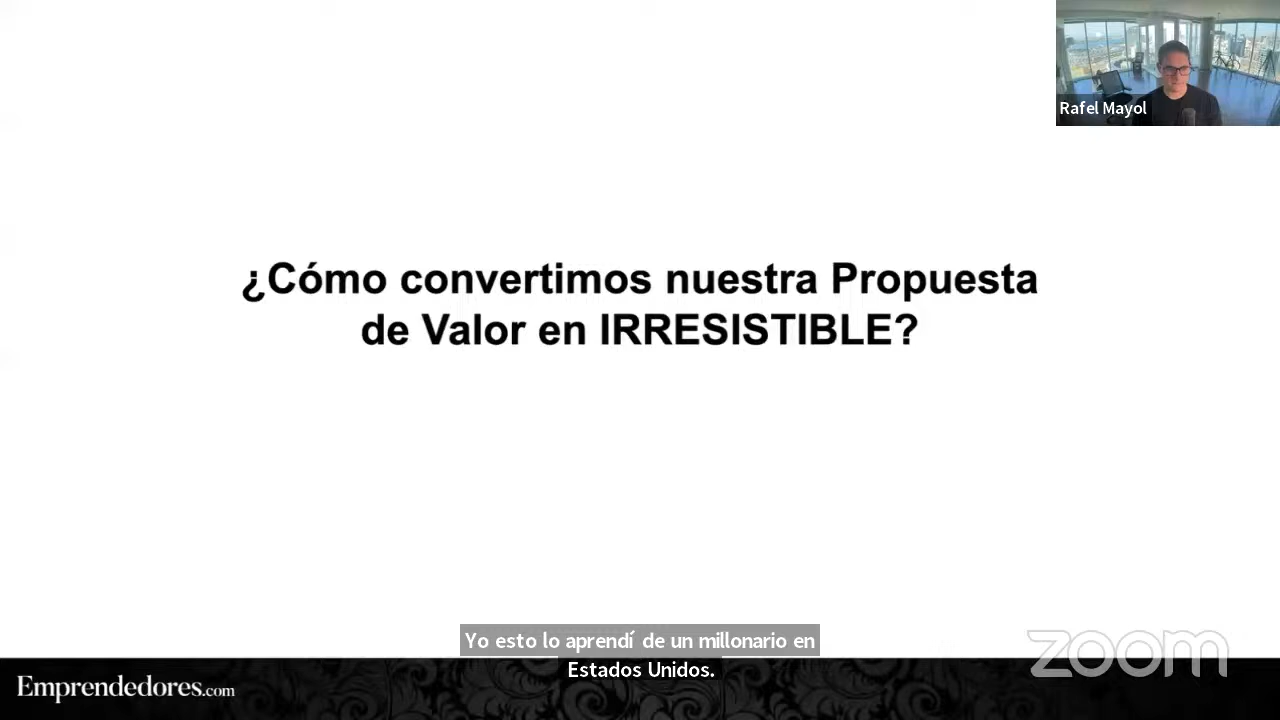 Rafel Mayol
¿Cómo convertimos nuestra Propuesta
de Valor en IRRESISTIBLE?
Yo esto lo aprendí de un millonario en
Estados Unidos.
zoom
Emprendedores.com